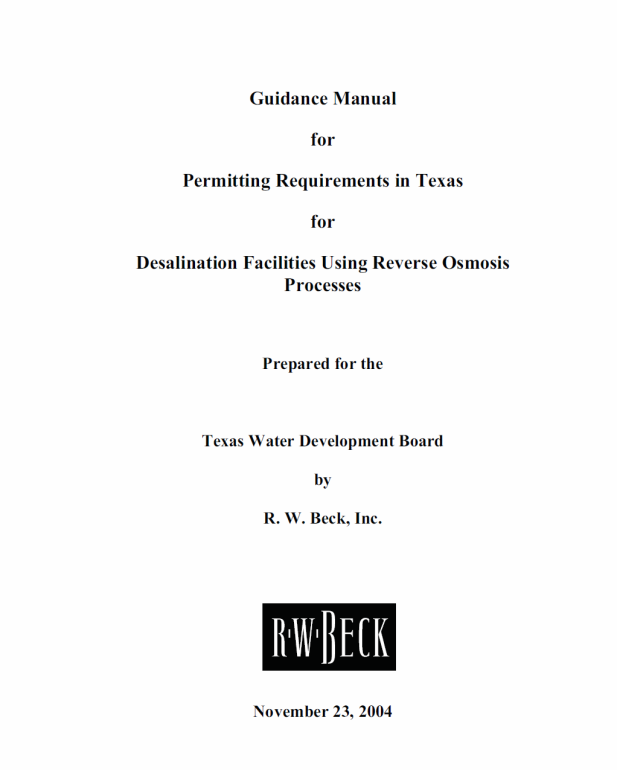 Guidance Manual
for
Permitting Requirements in Texas
for
Desalination Facilities Using Reverse Osmosis
Processes
Prepared for the
Texas Water Development Board
by
R. W. Beck, Inc.
R·W·BECK
November 23, 2004